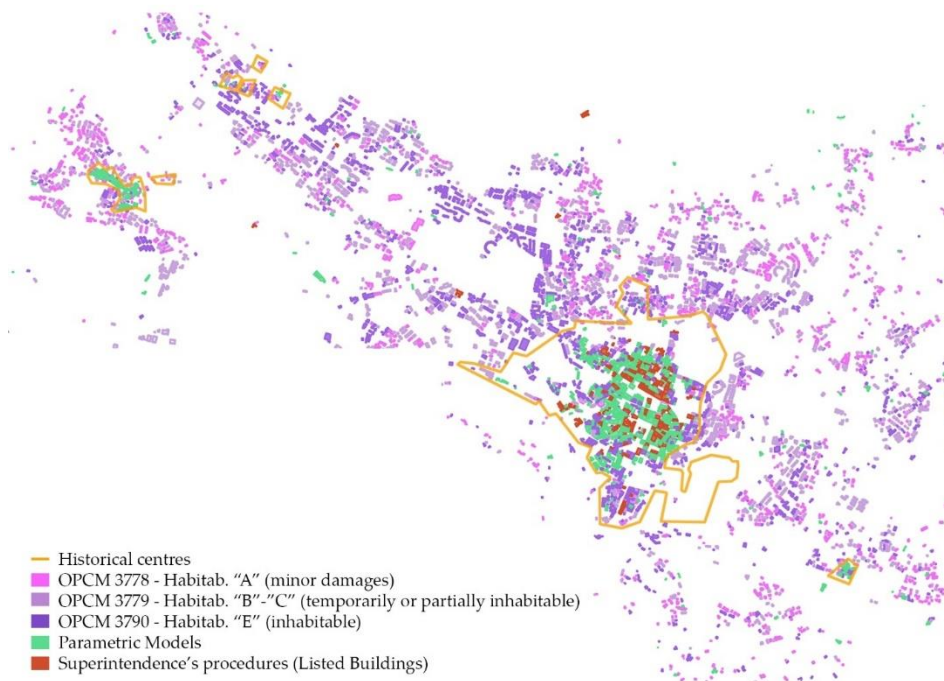 Historical centres
OPCM 3778 - Habitab. “A” (minor damages)
OPCM 3779 - Habitab. “B”-”C” (temporarily or partially inhabitable)
OPCM 3790 - Habitab. “E” (inhabitable)
Parametric Models
Superintendence’s procedures (Listed Buildings)